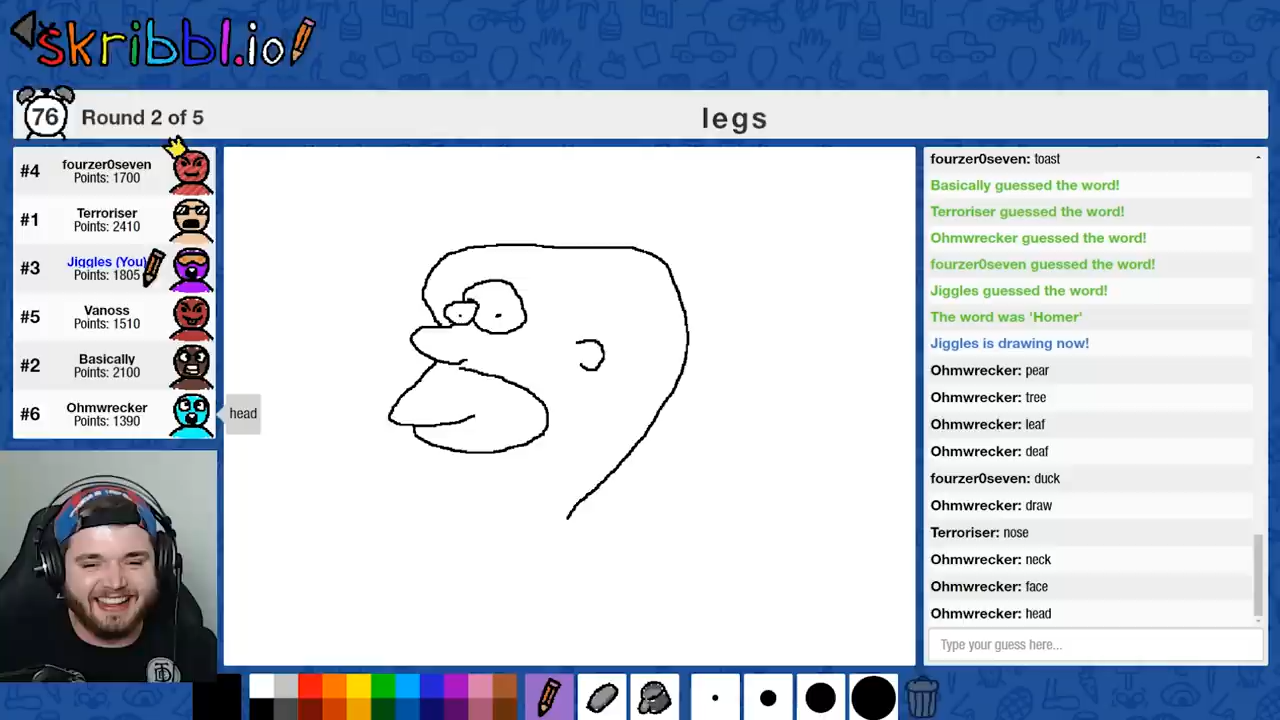 skribbl.io
76
Round 2 of 5
legs
#4
fourzer0seven
Points: 1700
#1
Terroriser
Points: 2410
#3
Jiggles (You)
Points: 1805
#5
Vanoss
Points: 1510
#2
Basically
Points: 2100
#6
Ohmwrecker
Points: 1390
head
fourzer0seven: toast
Basically guessed the word!
Terroriser guessed the word!
Ohmwrecker guessed the word!
fourzer0seven guessed the word!
Jiggles guessed the word!
The word was 'Homer'
Jiggles is drawing now!
Ohmwrecker: pear
Ohmwrecker: tree
Ohmwrecker: leaf
Ohmwrecker: deaf
fourzer0seven: duck
Ohmwrecker: draw
Terroriser: nose
Ohmwrecker: neck
Ohmwrecker: face
Ohmwrecker: head
Type your guess here...